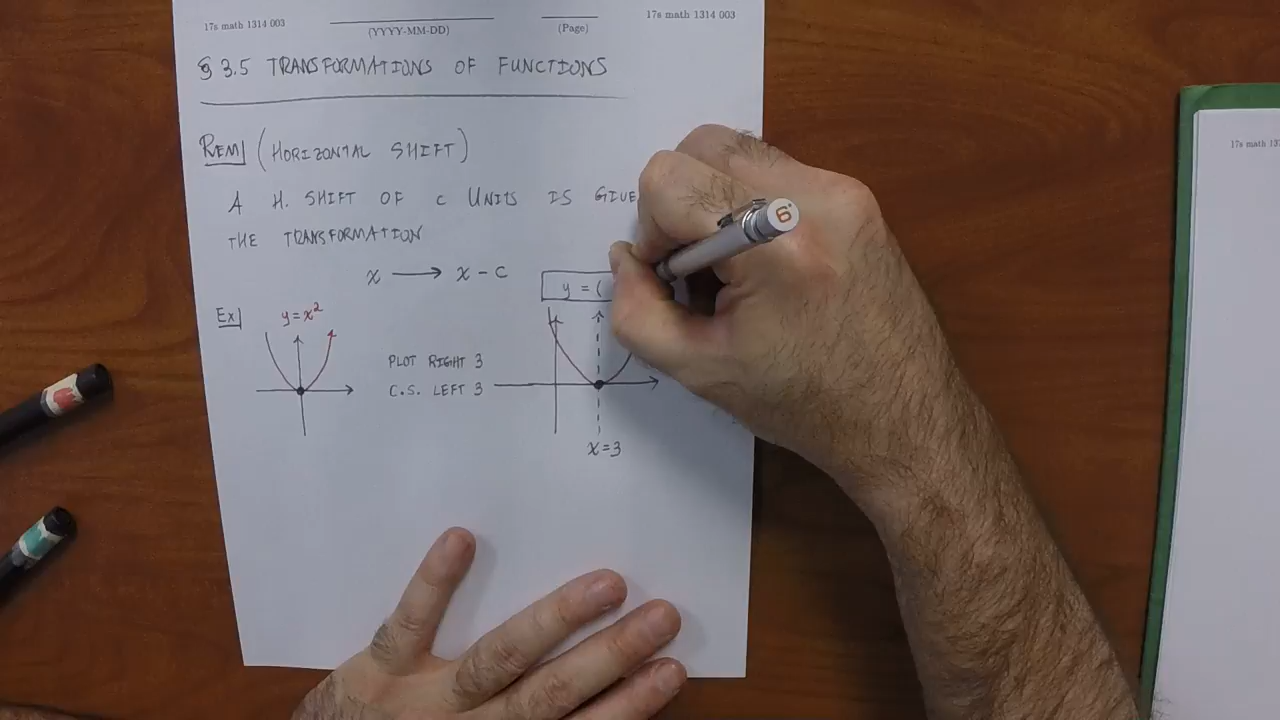 17s math 1314 003
(YYYY-MM-DD)
(Page)
17s math 1314 003
§ 3.5 TRANSFORMATIONS OF FUNCTIONS
REM (HORIZONTAL SHIFT)
A H. SHIFT OF c UNITS IS GIVE
THE TRANSFORMATION
x ⟶ x - c
y = (
Ex
y = x²
PLOT RIGHT 3
C.S. LEFT 3
x = 3
17s math
6